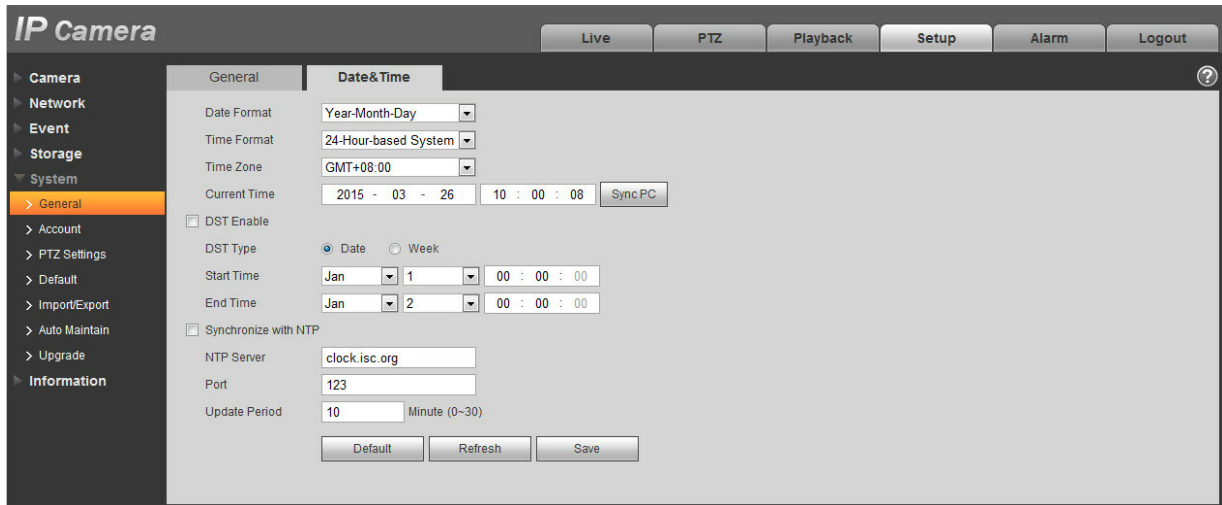 IP Camera
Live PTZ Playback Setup Alarm Logout
Camera
Network
Event
Storage
System
General
Account
PTZ Settings
Default
Import/Export
Auto Maintain
Upgrade
Information
General Date&Time ?
Date Format Year-Month-Day
Time Format 24-Hour-based System
Time Zone GMT+08:00
Current Time 2015 - 03 - 26 10 : 00 : 08 Sync PC
DST Enable
DST Type Date Week
Start Time Jan 1 00 : 00 : 00
End Time Jan 2 00 : 00 : 00
Synchronize with NTP
NTP Server clock.isc.org
Port 123
Update Period 10 Minute (0~30)
Default Refresh Save